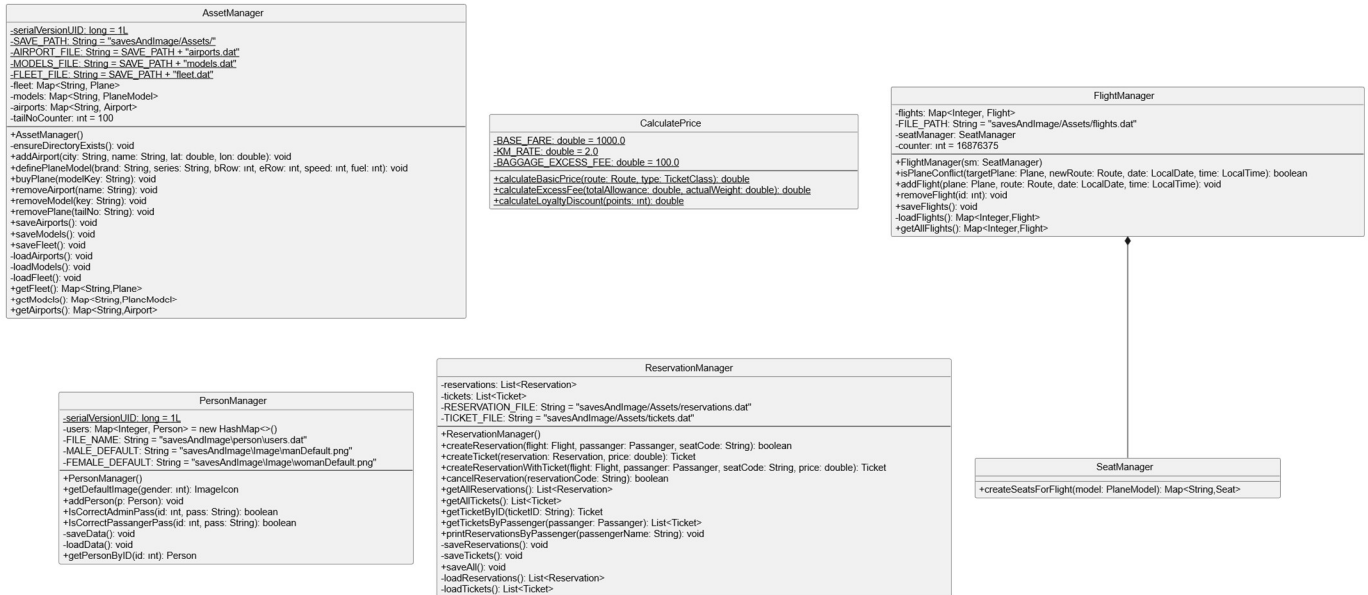 AssetManager
-serialVersionUID: long = 1L
-SAVE_PATH: String = "savesAndImage/Assets/"
-AIRPORT_FILE: String = SAVE_PATH + "airports.dat"
-MODELS_FILE: String = SAVE_PATH + "models.dat"
-FLEET_FILE: String = SAVE_PATH + "fleet.dat"
-fleet: Map<String, Plane>
-models: Map<String, PlaneModel>
-airports: Map<String, Airport>
-tailNoCounter: ınt = 100
+AssetManager()
-ensureDirectoryExists(): void
+addAirport(city: String, name: String, lat: double, lon: double): void
+definePlaneModel(brand: String, series: String, bRow: ınt, eRow: ınt, speed: ınt, fuel: ınt): void
+buyPlane(modelKey: String): void
+removeAirport(name: String): void
+removeModel(key: String): void
+removePlane(tailNo: String): void
+saveAirports(): void
+saveModels(): void
+saveFleet(): void
-loadAirports(): void
-loadModels(): void
-loadFleet(): void
+getFleet(): Map<String,Plane>
+getModels(): Map<String,PlaneModel>
+getAirports(): Map<String,Airport>
CalculatePrice
-BASE_FARE: double = 1000.0
-KM_RATE: double = 2.0
-BAGGAGE_EXCESS_FEE: double = 100.0
+calculateBasicPrice(route: Route, type: TicketClass): double
+calculateExcessFee(totalAllowance: double, actualWeight: double): double
+calculateLoyaltyDiscount(points: ınt): double
FlightManager
-flights: Map<Integer, Flight>
-FILE_PATH: String = "savesAndImage/Assets/flights.dat"
-seatManager: SeatManager
-counter: ınt = 16876375
+FlightManager(sm: SeatManager)
+isPlaneConflict(targetPlane: Plane, newRoute: Route, date: LocalDate, time: LocalTime): boolean
+addFlight(plane: Plane, route: Route, date: LocalDate, time: LocalTime): void
+removeFlight(id: ınt): void
+saveFlights(): void
-loadFlights(): Map<Integer,Flight>
+getAllFlights(): Map<Integer,Flight>
PersonManager
-serialVersionUID: long = 1L
-users: Map<Integer, Person> = new HashMap<>()
-FILE_NAME: String = "savesAndImage\person\users.dat"
-MALE_DEFAULT: String = "savesAndImage\Image\manDefault.png"
-FEMALE_DEFAULT: String = "savesAndImage\Image\womanDefault.png"
+PersonManager()
+getDefaultImage(gender: ınt): ImageIcon
+addPerson(p: Person): void
+IsCorrectAdminPass(id: ınt, pass: String): boolean
+IsCorrectPassangerPass(id: ınt, pass: String): boolean
-saveData(): void
-loadData(): void
+getPersonByID(id: ınt): Person
ReservationManager
-reservations: List<Reservation>
-tickets: List<Ticket>
-RESERVATION_FILE: String = "savesAndImage/Assets/reservations.dat"
-TICKET_FILE: String = "savesAndImage/Assets/tickets.dat"
+ReservationManager()
+createReservation(flight: Flight, passanger: Passanger, seatCode: String): boolean
+createTicket(reservation: Reservation, price: double): Ticket
+createReservationWithTicket(flight: Flight, passanger: Passanger, seatCode: String, price: double): Ticket
+cancelReservation(reservationCode: String): boolean
+getAllReservations(): List<Reservation>
+getAllTickets(): List<Ticket>
+getTicketByID(ticketID: String): Ticket
+getTicketsByPassenger(passanger: Passanger): List<Ticket>
+printReservationsByPassenger(passengerName: String): void
-saveReservations(): void
-saveTickets(): void
+saveAll(): void
-loadReservations(): List<Reservation>
-loadTickets(): List<Ticket>
SeatManager
+createSeatsForFlight(model: PlaneModel): Map<String,Seat>